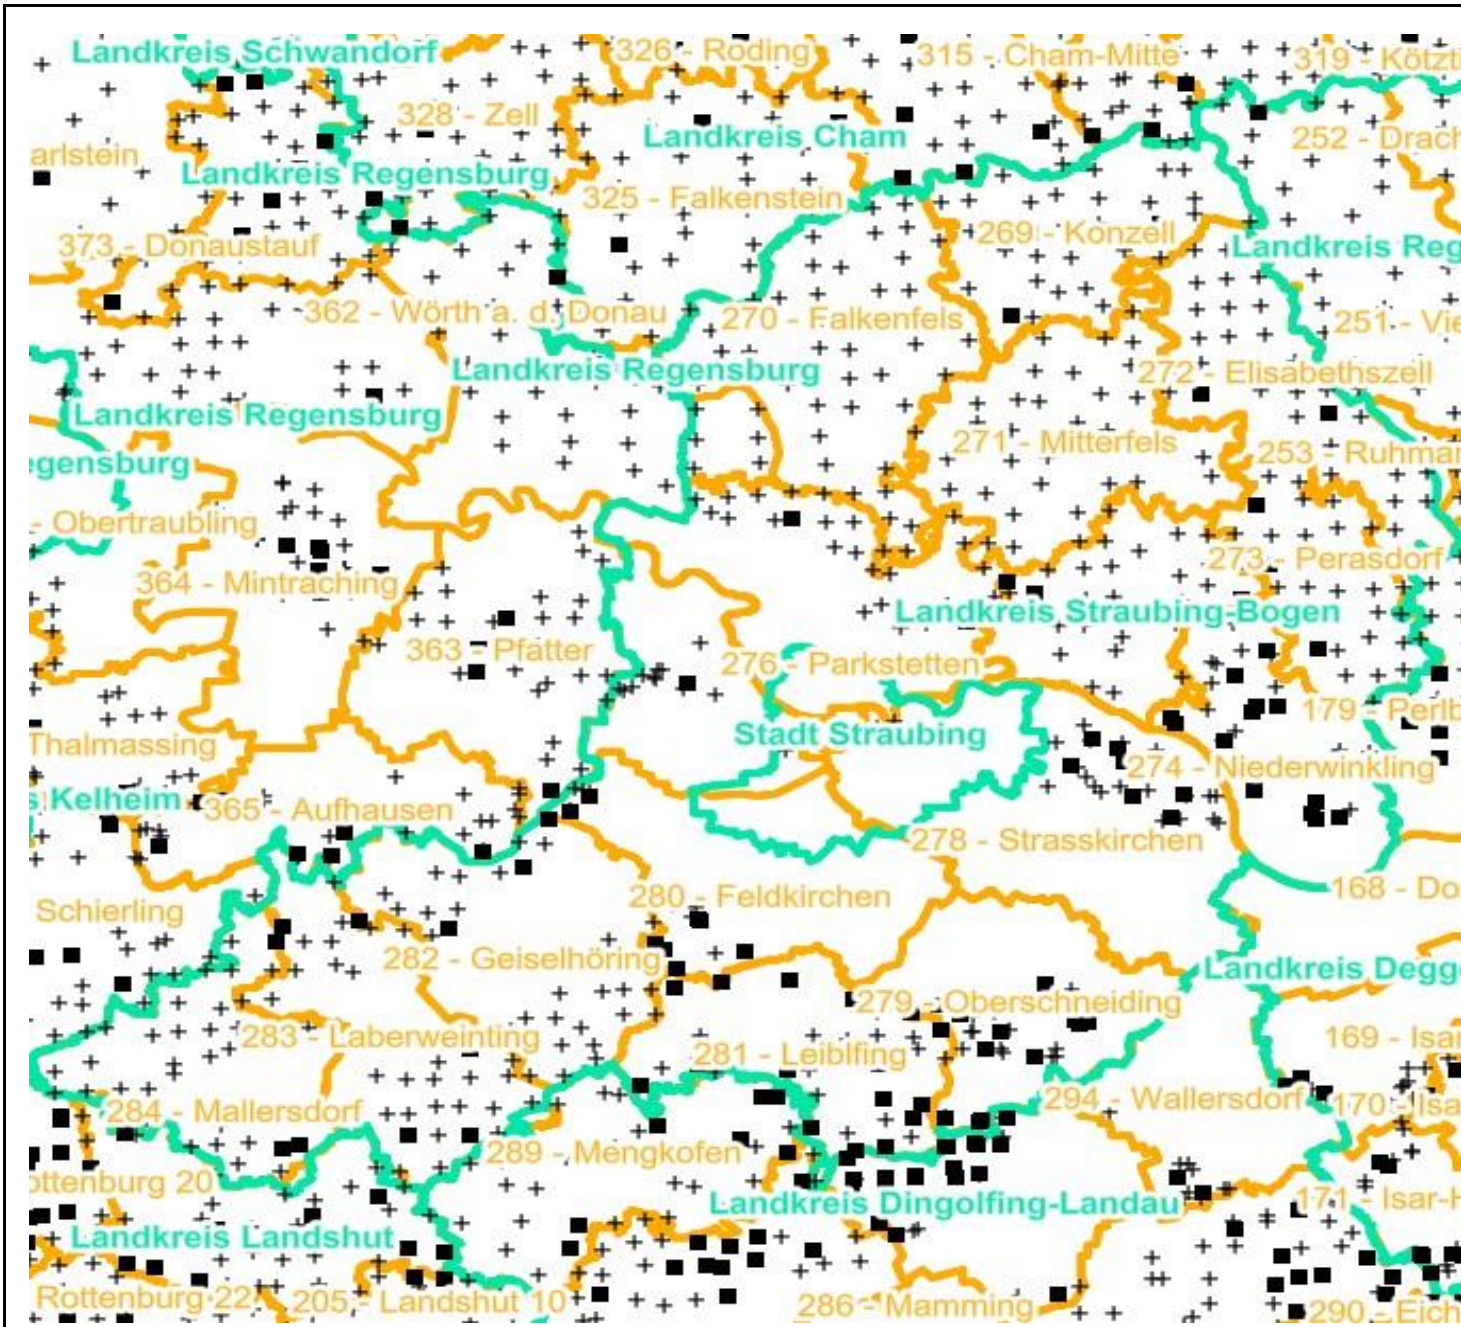 Landkreis Schwandorf
326 - Roding
315 - Cham-Mitte
319 - Kötzt
328 - Zell
Landkreis Cham
252 - Drach
arlstein
Landkreis Regensburg
325 - Falkenstein
373 - Donaustauf
269 - Konzell
Landkreis Reg
362 - Wörth a. d. Donau
270 - Falkenfels
251 - Vie
Landkreis Regensburg
272 - Elisabethszell
Landkreis Regensburg
271 - Mitterfels
253 - Ruhmar
egensburg
- Obertraubling
273 - Perasdorf
364 - Mintraching
Landkreis Straubing-Bogen
363 - Pfatter
276 - Parkstetten
179 - Perlb
Thalmassing
Stadt Straubing
274 - Niederwinkling
s Kelheim
365 - Aufhausen
278 - Strasskirchen
280 - Feldkirchen
168 - Do
Schierling
282 - Geiselhöring
Landkreis Degge
279 - Oberschneiding
283 - Laberweinting
281 - Leiblfing
169 - Isar
284 - Mallersdorf
294 - Wallersdorf
170 - Isa
289 - Mengkofen
ottenburg 20
Landkreis Dingolfing-Landau
171 - Isar-H
Landkreis Landshut
Rottenburg 22
205 - Landshut 10
286 - Mamming
290 - Eich